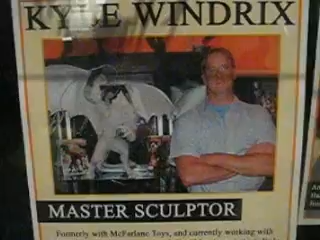 KYLE WINDRIX
MASTER SCULPTOR
Formerly with McFarlane Toys, and currently working with